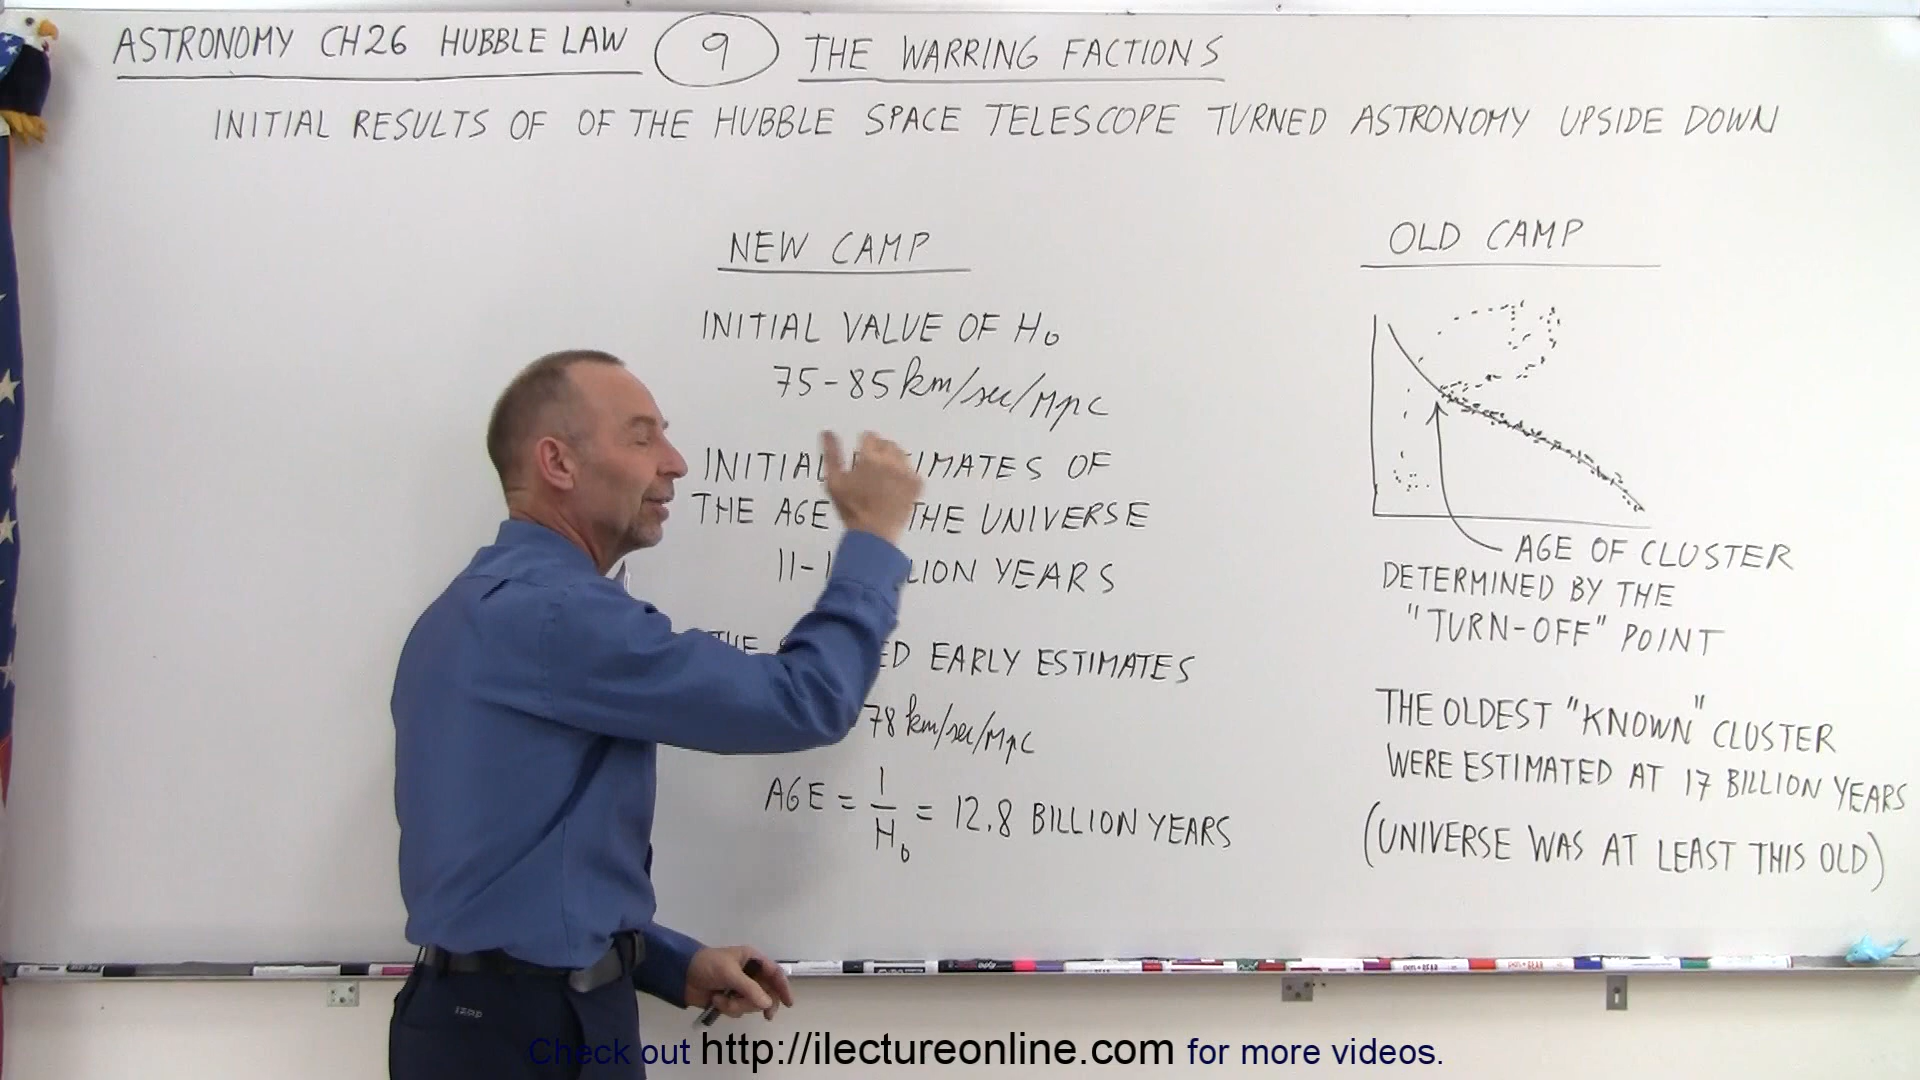 ASTRONOMY CH26 HUBBLE LAW 9 THE WARRING FACTIONS
INITIAL RESULTS OF OF THE HUBBLE SPACE TELESCOPE TURNED ASTRONOMY UPSIDE DOWN
NEW CAMP
INITIAL VALUE OF H₀
75-85 km/sec/Mpc
INITIAL OF
THE AGE THE UNIVERSE
11- YEARS
THE EARLY ESTIMATES
78 km/sec/Mpc
AGE = 1/H₀ = 12.8 BILLION YEARS
OLD CAMP
AGE OF CLUSTER
DETERMINED BY THE
"TURN-OFF" POINT
THE OLDEST "KNOWN" CLUSTER
WERE ESTIMATED AT 17 BILLION YEARS
(UNIVERSE WAS AT LEAST THIS OLD)
IZOD
Check out http://ilectureonline.com for more videos.